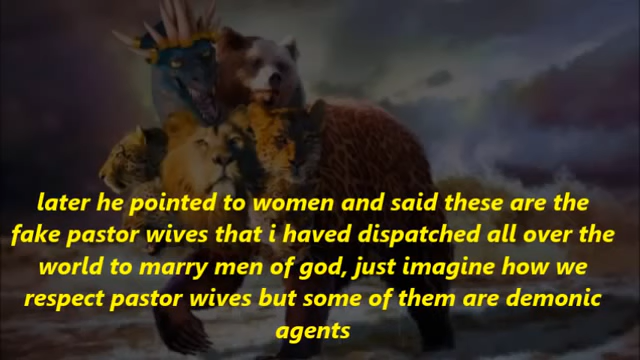 later he pointed to women and said these are the
fake pastor wives that i haved dispatched all over the
world to marry men of god, just imagine how we
respect pastor wives but some of them are demonic
agents